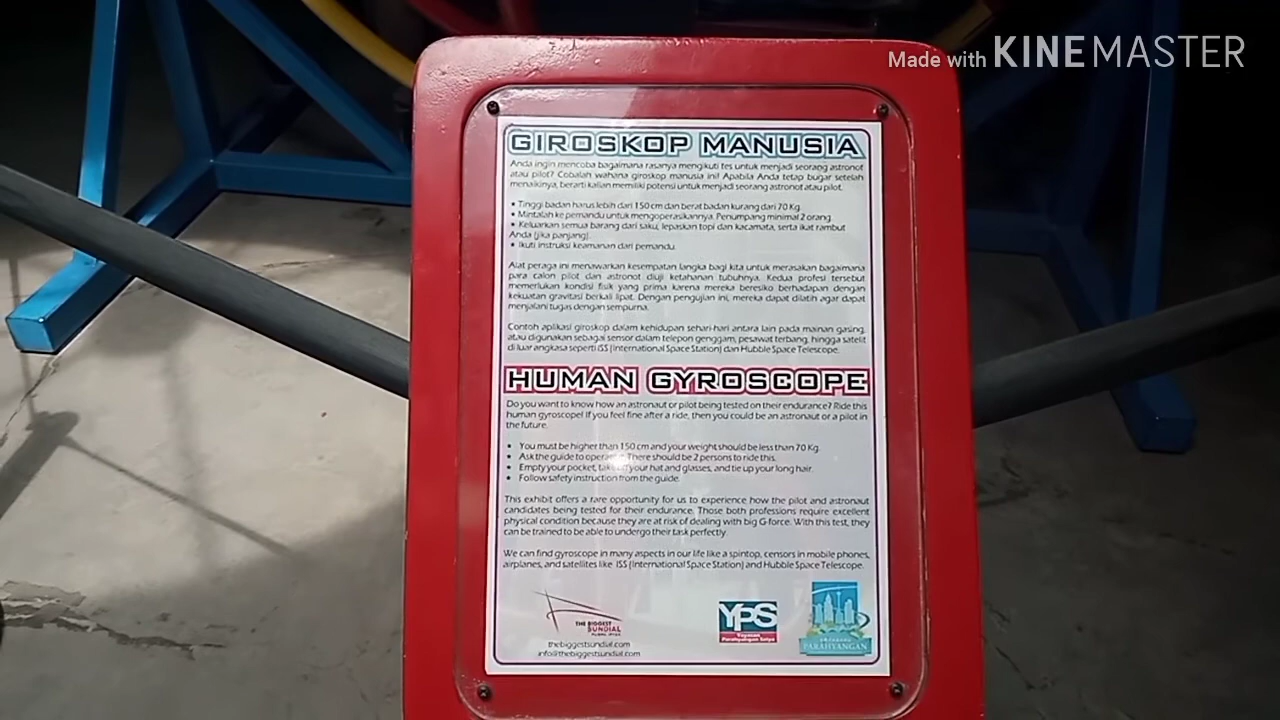 Made with KINEMASTER
GIROSKOP MANUSIA
Anda ingin mencoba bagaimana rasanya mengikuti tes untuk menjadi seorang astronot
atau pilot? Cobalah wahana giroskop manusia ini! Apabila Anda tetap bugar setelah
menaikinya, berarti kalian memiliki potensi untuk menjadi seorang astronot atau pilot.
• Tinggi badan harus lebih dari 150 cm dan berat badan kurang dari 70 Kg.
• Mintalah ke pemandu untuk mengoperasikannya. Penumpang minimal 2 orang.
• Keluarkan semua barang dari saku, lepaskan topi dan kacamata, serta ikat rambut
Anda (jika panjang).
• Ikuti instruksi keamanan dari pemandu.
Alat peraga ini menawarkan kesempatan langka bagi kita untuk merasakan bagaimana
para calon pilot dan astronot diuji ketahanan tubuhnya. Kedua profesi tersebut
memerlukan kondisi fisik yang prima karena mereka beresiko berhadapan dengan
kekuatan gravitasi berkali lipat. Dengan pengujian ini, mereka dapat dilatih agar dapat
menjalani tugas dengan sempurna.
Contoh aplikasi giroskop dalam kehidupan sehari-hari antara lain pada mainan gasing,
atau digunakan sebagai sensor dalam telepon genggam, pesawat terbang, hingga satelit
di luar angkasa seperti ISS (International Space Station) dan Hubble Space Telescope.
HUMAN GYROSCOPE
Do you want to know how an astronaut or pilot being tested on their endurance? Ride this
human gyroscope! If you feel fine after a ride, then you could be an astronaut or a pilot in
the future.
• You must be higher than 150 cm and your weight should be less than 70 Kg.
• Ask the guide to There should be 2 persons to ride this.
• Empty your pocket, your hat and glasses, and tie up your long hair.
• Follow safety instruction from the guide.
This exhibit offers a rare opportunity for us to experience how the pilot and astronaut
candidates being tested for their endurance. Those both professions require excellent
physical condition because they are at risk of dealing with big G-force. With this test, they
can be trained to be able to undergo their task perfectly.
We can find gyroscope in many aspects in our life like a spintop, censors in mobile phones,
airplanes, and satellites like ISS (International Space Station) and Hubble Space Telescope.
THE BIGGEST
SUNDIAL
thebiggestsundial.com
info@thebiggestsundial.com
YPS
Yayasan
Parahyangan Satya
PARAHYANGAN